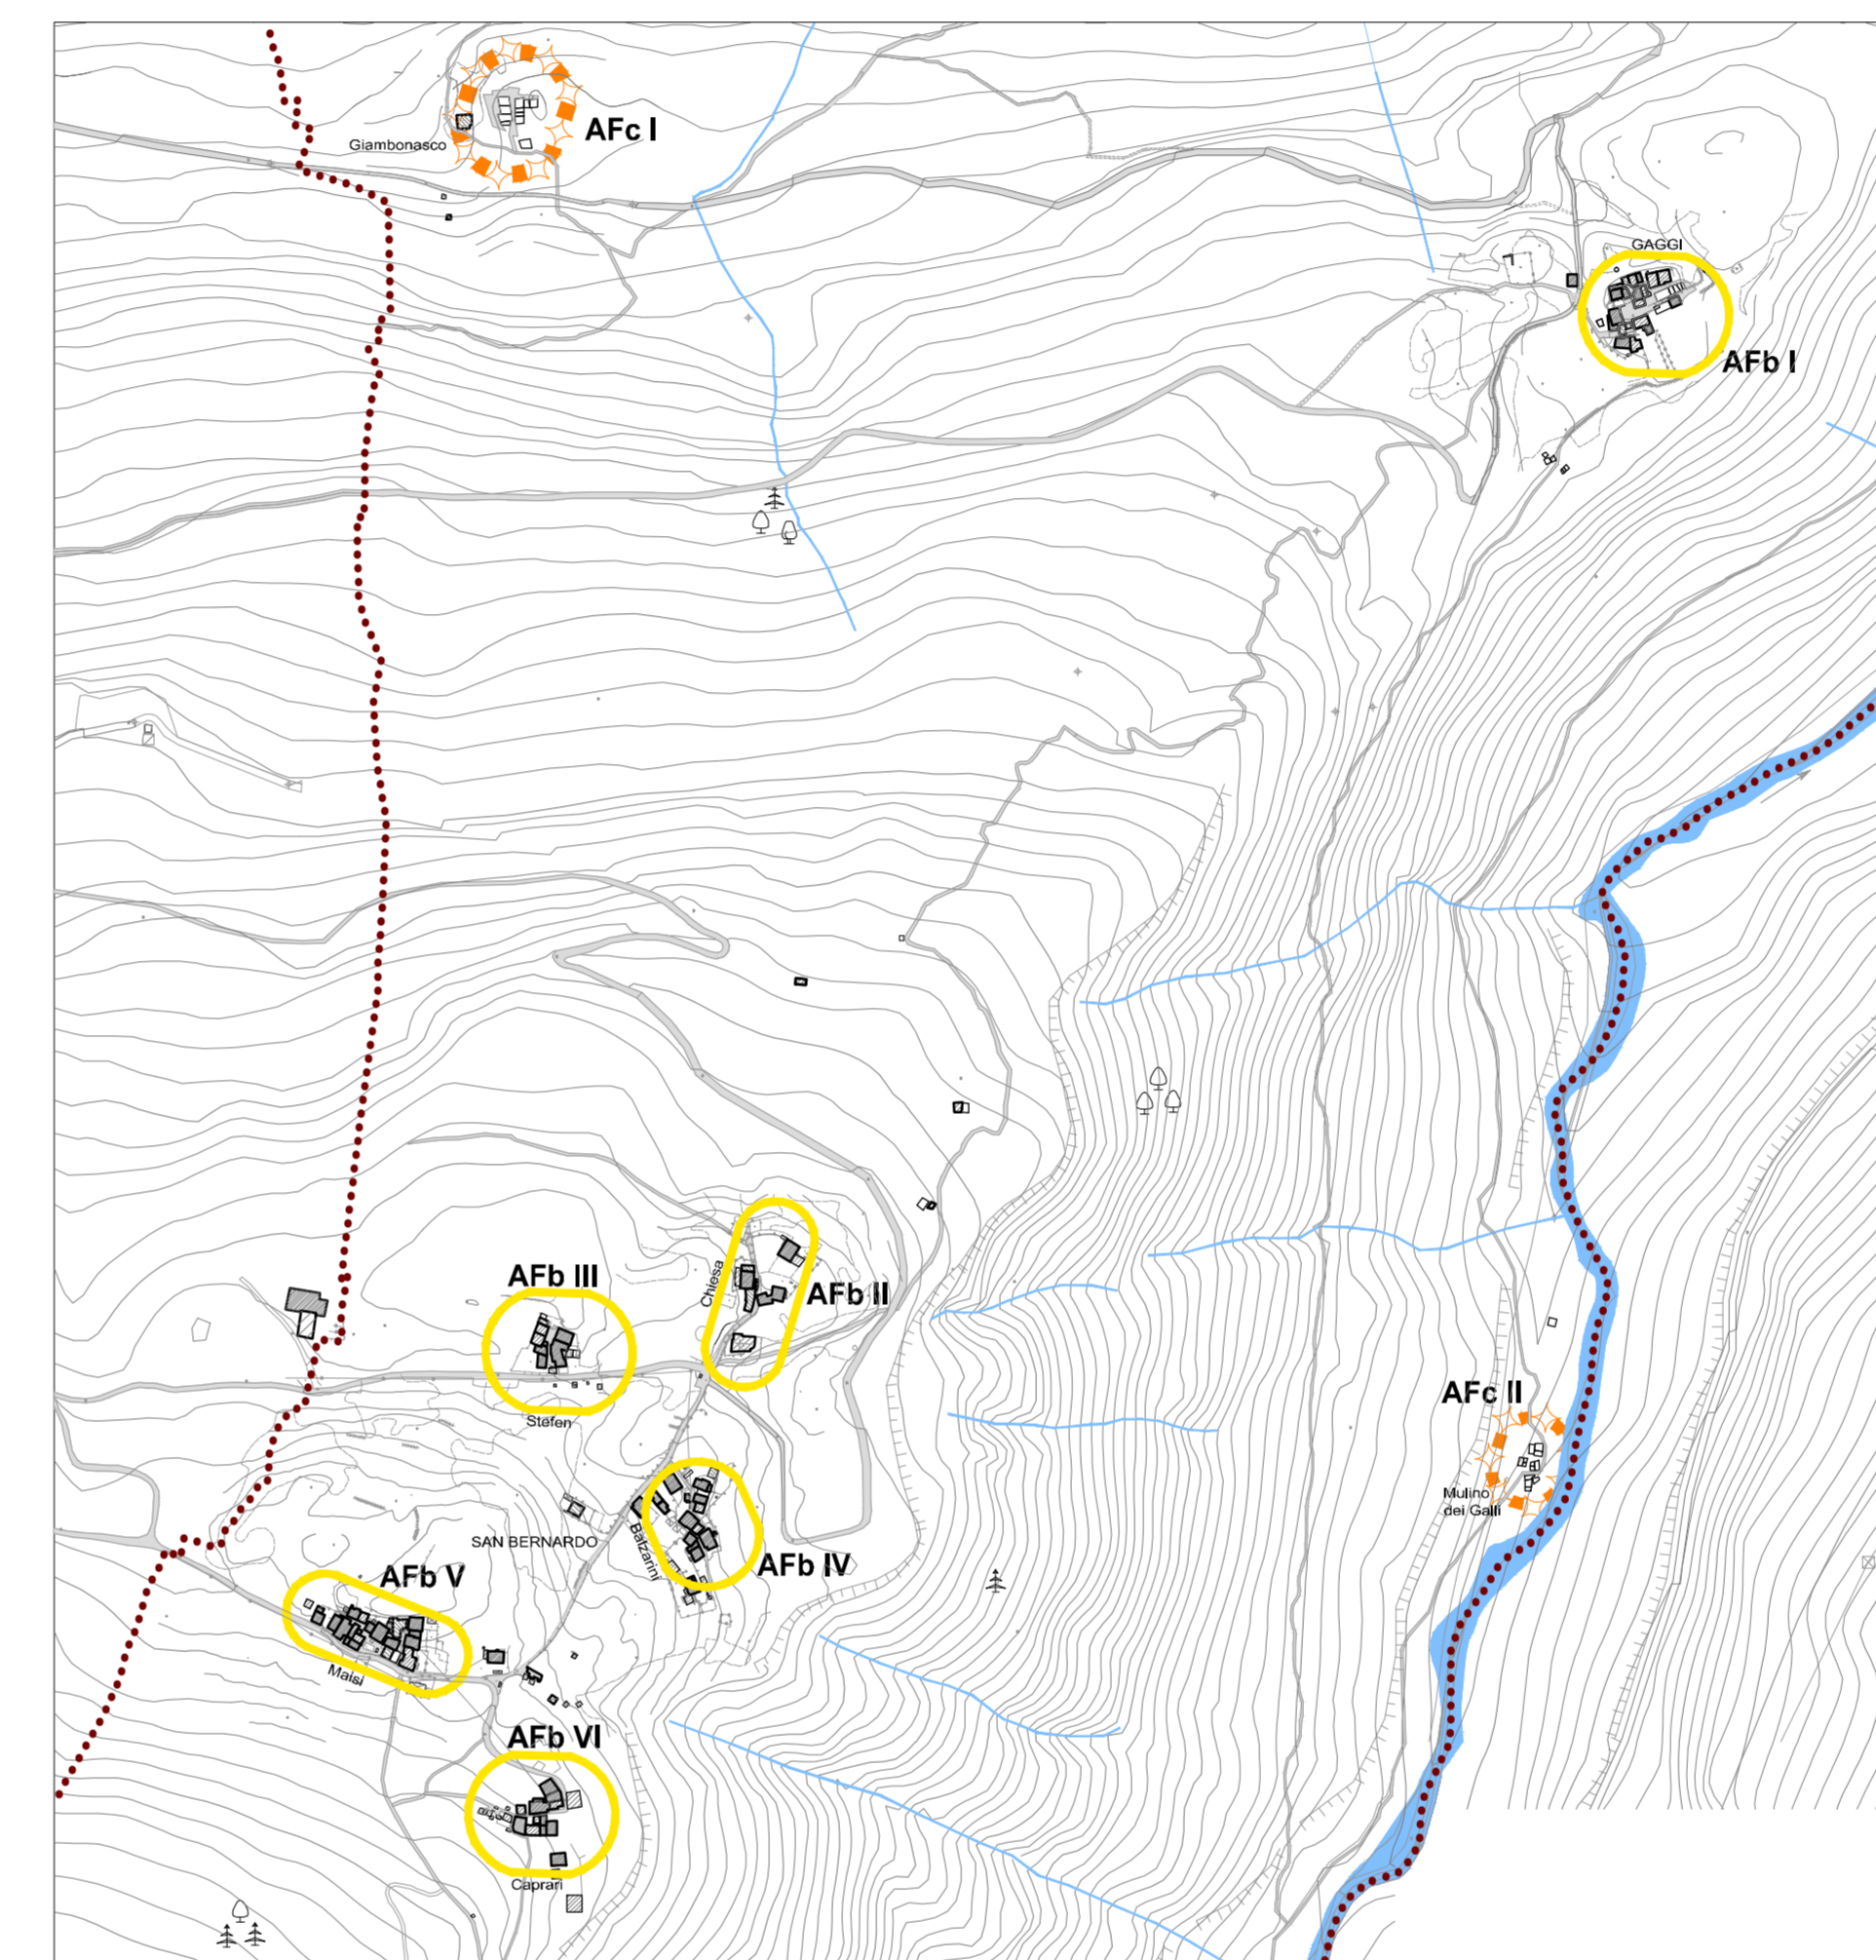 AFc I
Giambonasco
GAGGI
AFb I
Chiesa
AFb III
AFb II
Stefen
AFc II
Mulino
dei Galli
SAN BERNARDO
Balzarini
AFb IV
AFb V
Maisi
AFb VI
Caprari